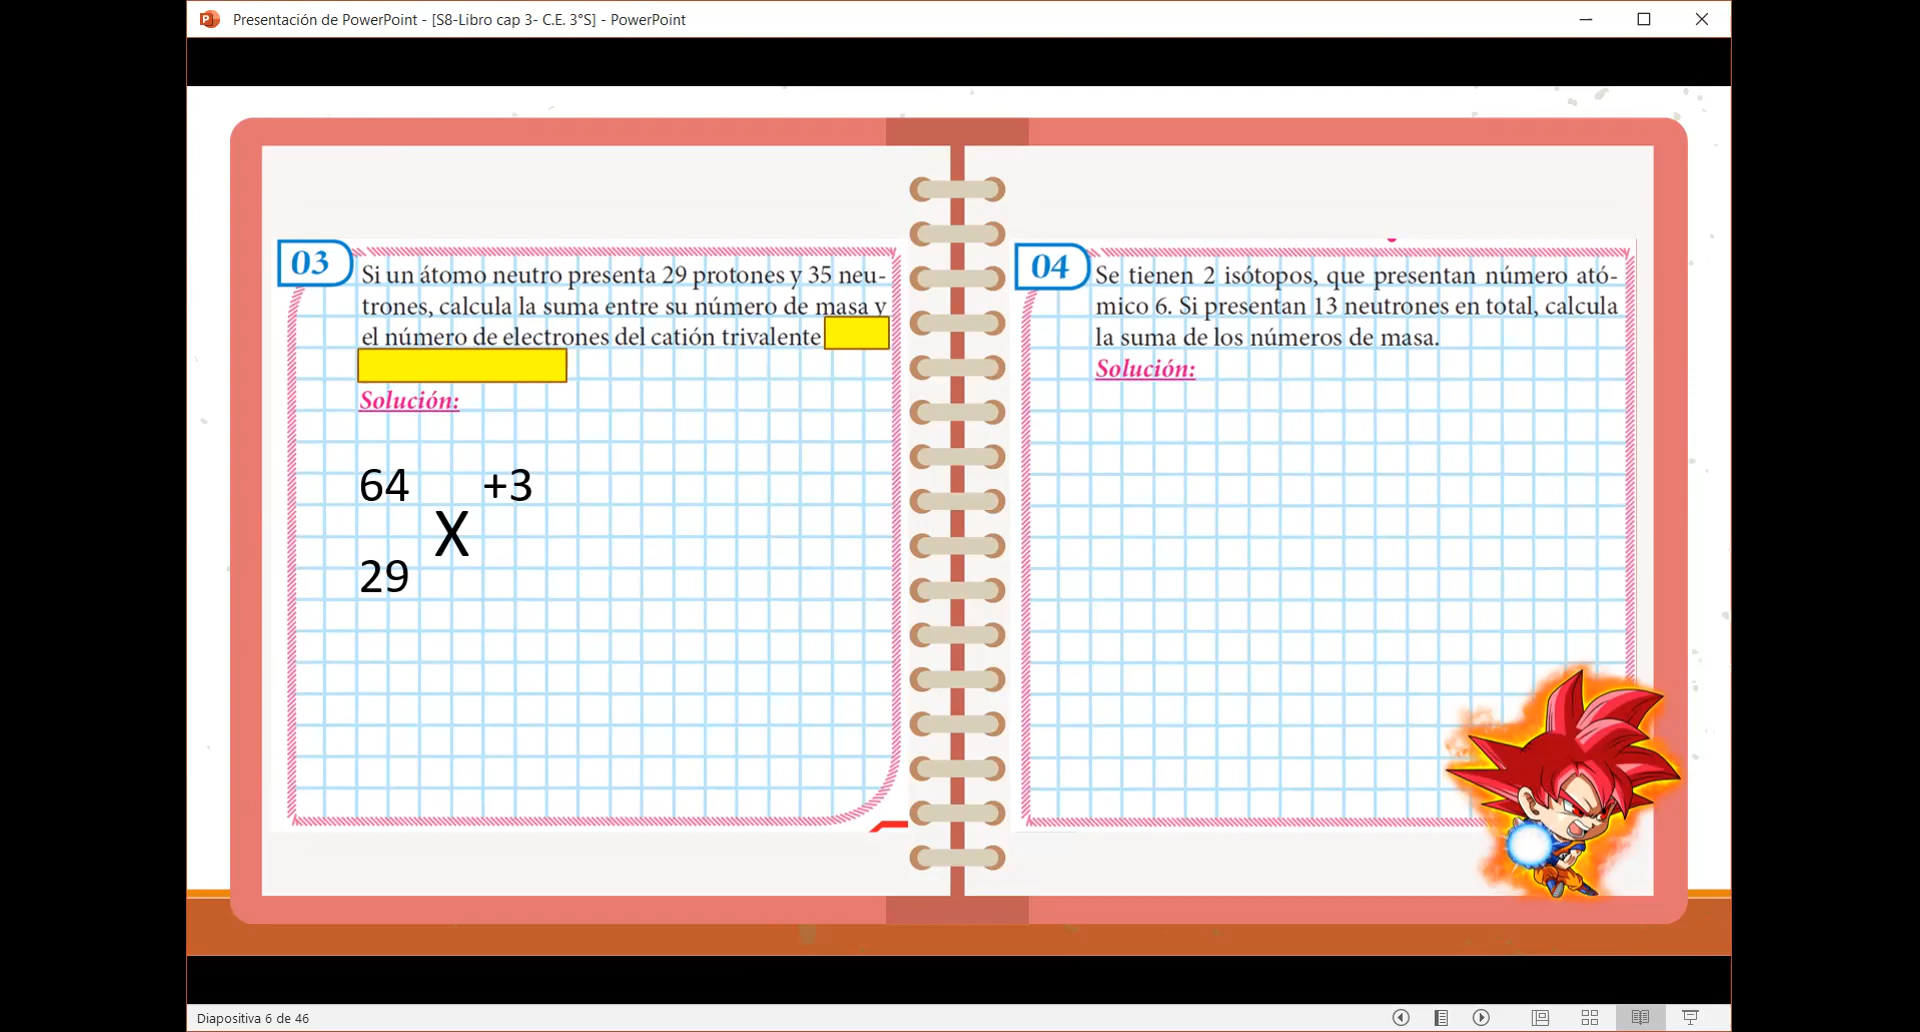 Presentación de PowerPoint - [S8-Libro cap 3- C.E. 3°S] - PowerPoint
03
Si un átomo neutro presenta 29 protones y 35 neu-
trones, calcula la suma entre su número de masa y
el número de electrones del catión trivalente
Solución:
64 +3
X
29
04
Se tienen 2 isótopos, que presentan número ató-
mico 6. Si presentan 13 neutrones en total, calcula
la suma de los números de masa.
Solución:
Diapositiva 6 de 46